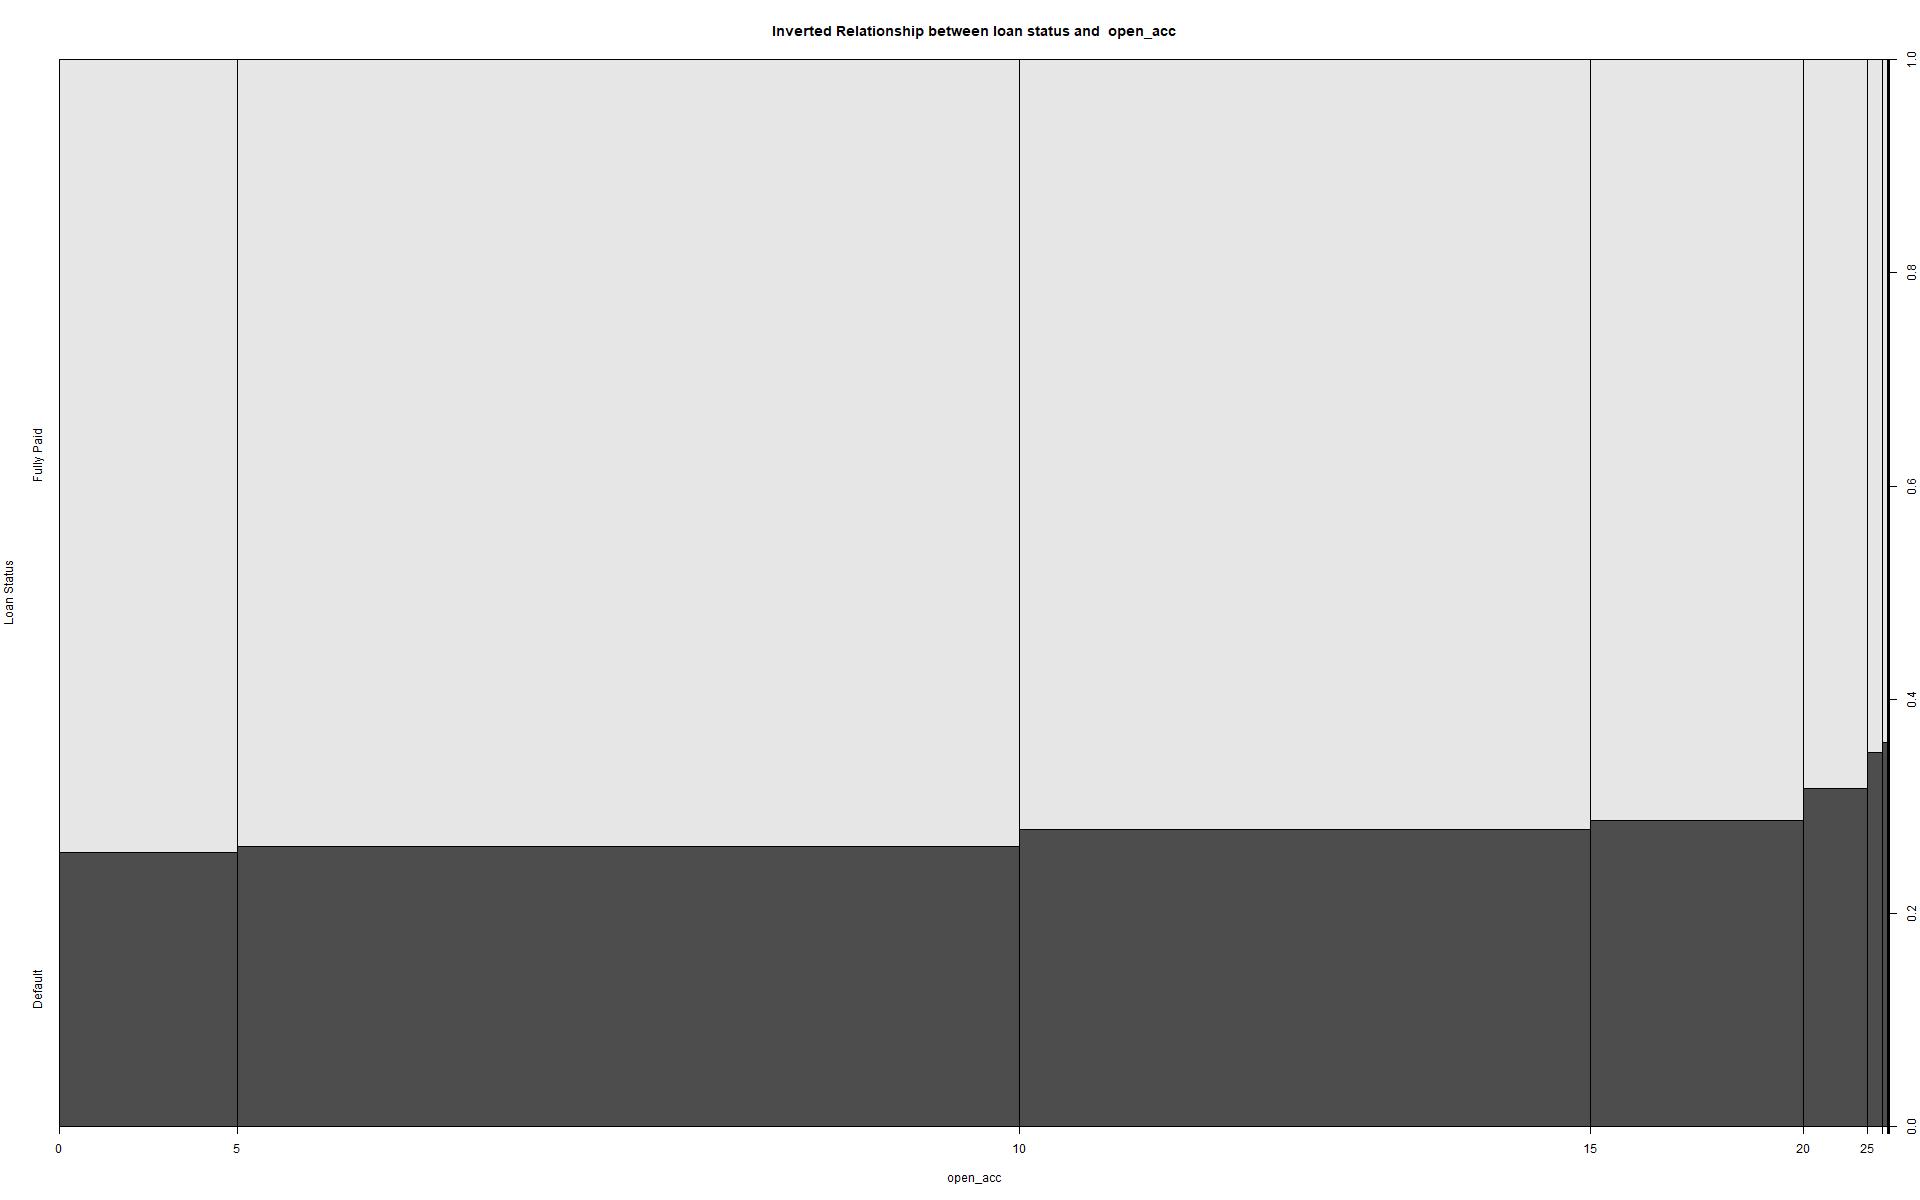 Inverted Relationship between loan status and  open_acc
Loan Status
Fully Paid
Default
1.0
0.8
0.6
0.4
0.2
0.0
0 5 10 15 20 25
open_acc